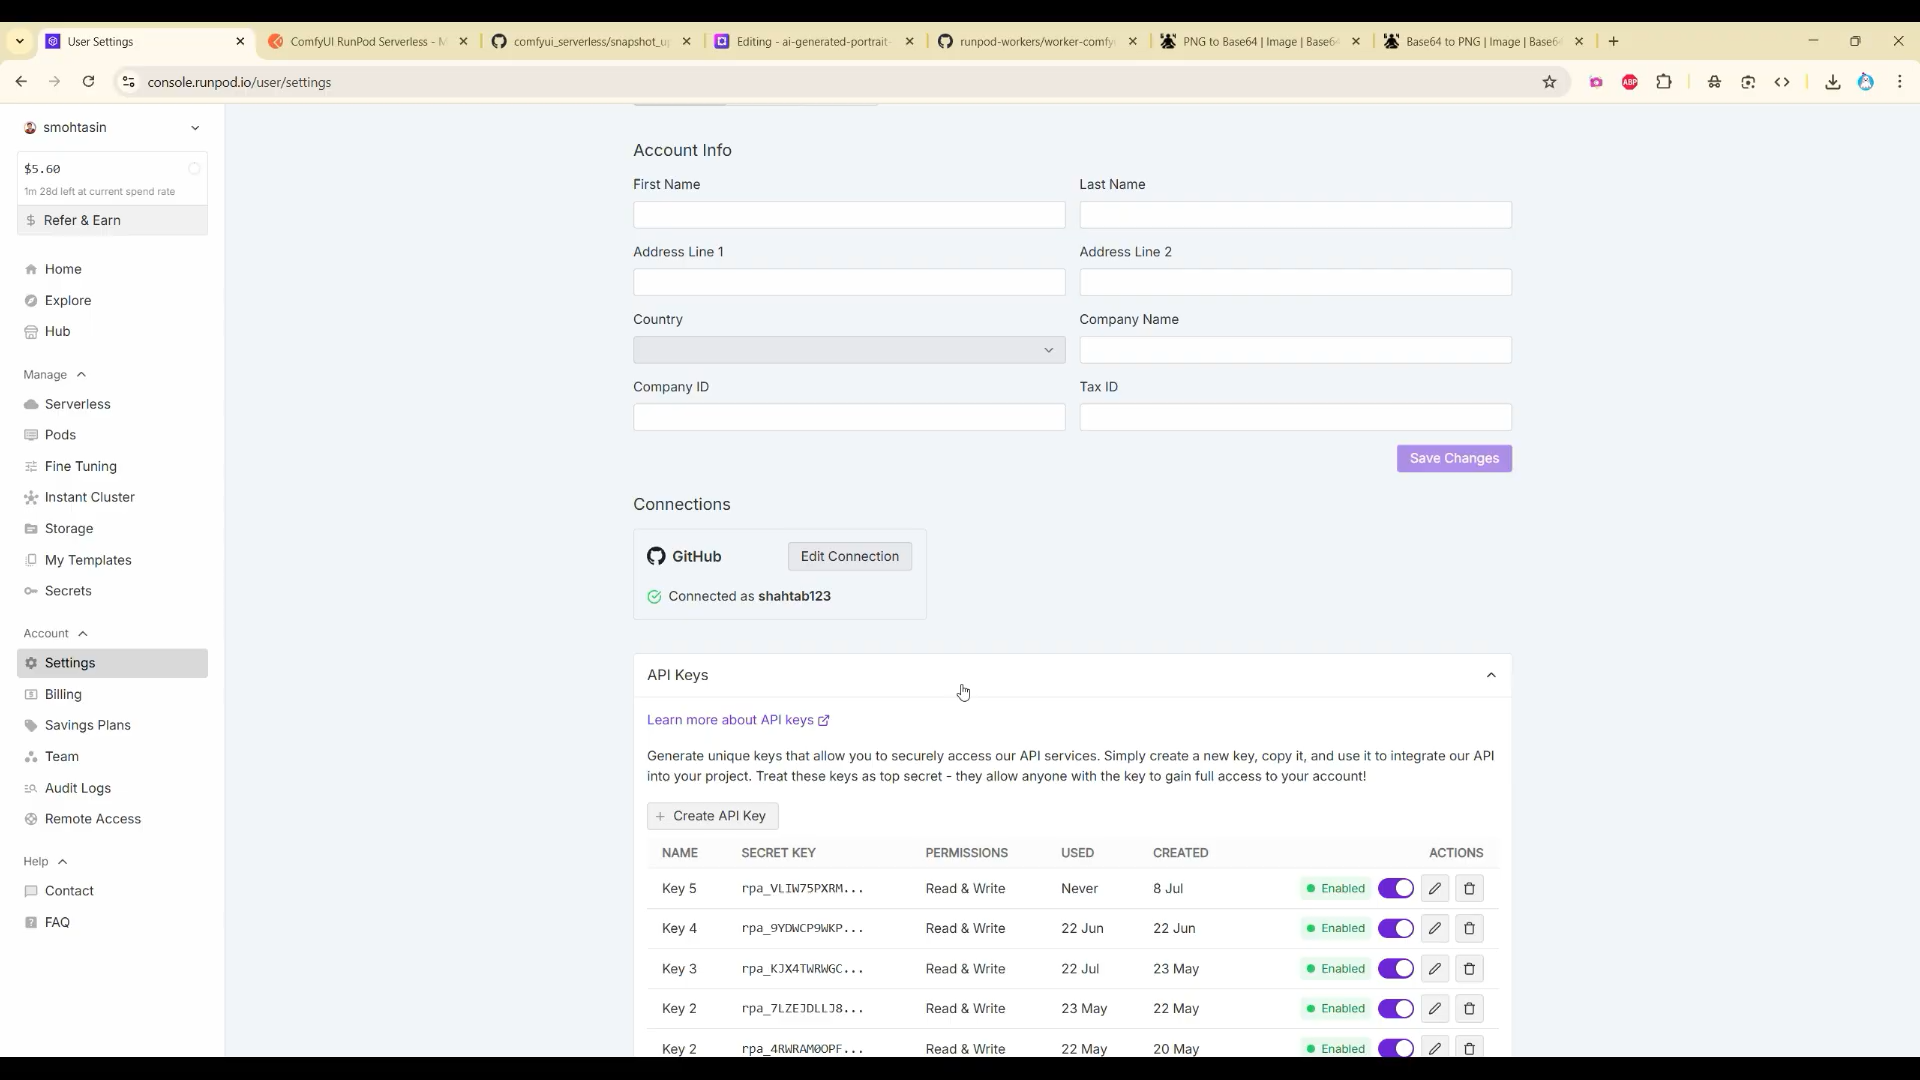 User Settings
ComfyUI RunPod Serverless - M
comfyui_serverless/snapshot_u
Editing - ai-generated-portrait-
runpod-workers/worker-comfy
PNG to Base64 | Image | Base64
Base64 to PNG | Image | Base6
console.runpod.io/user/settings
ABP
smohtasin
$5.60
1m 28d left at current spend rate
Refer & Earn
Home
Explore
Hub
Manage
Serverless
Pods
Fine Tuning
Instant Cluster
Storage
My Templates
Secrets
Account
Settings
Billing
Savings Plans
Team
Audit Logs
Remote Access
Help
Contact
FAQ
Account Info
First Name
Last Name
Address Line 1
Address Line 2
Country
Company Name
Company ID
Tax ID
Save Changes
Connections
GitHub
Edit Connection
Connected as shahtab123
API Keys
Learn more about API keys
Generate unique keys that allow you to securely access our API services. Simply create a new key, copy it, and use it to integrate our API
into your project. Treat these keys as top secret - they allow anyone with the key to gain full access to your account!
+ Create API Key
NAME SECRET KEY PERMISSIONS USED CREATED ACTIONS
Key 5 rpa_VLIW75PXRM... Read & Write Never 8 Jul Enabled
Key 4 rpa_9YDWCP9WKP... Read & Write 22 Jun 22 Jun Enabled
Key 3 rpa_KJX4TWRWGC... Read & Write 22 Jul 23 May Enabled
Key 2 rpa_7LZEJDLLJ8... Read & Write 23 May 22 May Enabled
Key 2 rpa_4RWRAM0OPF... Read & Write 22 May 20 May Enabled